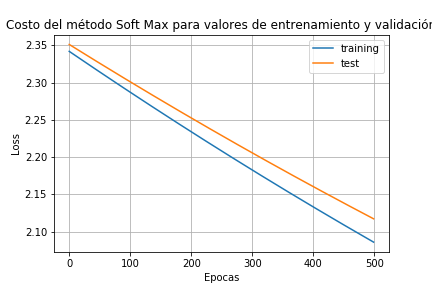 Costo del método Soft Max para valores de entrenamiento y validación
2.35
2.30
2.25
2.20
2.15
2.10
Loss
training
test
0
100
200
300
400
500
Epocas